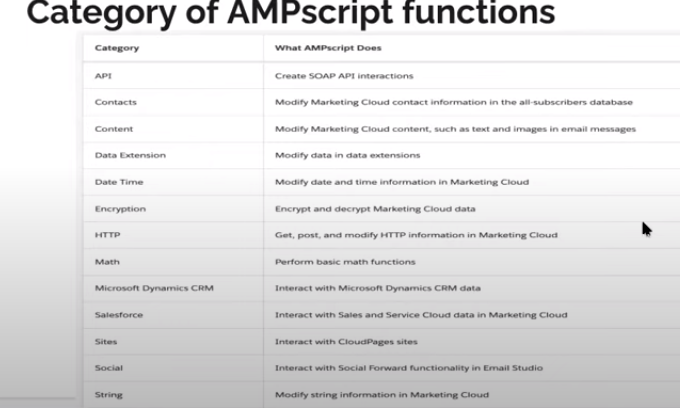 Category of AMPscript functions
Category What AMPscript Does
API Create SOAP API interactions
Contacts Modify Marketing Cloud contact information in the all-subscribers database
Content Modify Marketing Cloud content, such as text and images in email messages
Data Extension Modify data in data extensions
Date Time Modify date and time information in Marketing Cloud
Encryption Encrypt and decrypt Marketing Cloud data
HTTP Get, post, and modify HTTP information in Marketing Cloud
Math Perform basic math functions
Microsoft Dynamics CRM Interact with Microsoft Dynamics CRM data
Salesforce Interact with Sales and Service Cloud data in Marketing Cloud
Sites Interact with CloudPages sites
Social Interact with Social Forward functionality in Email Studio
String Modify string information in Marketing Cloud